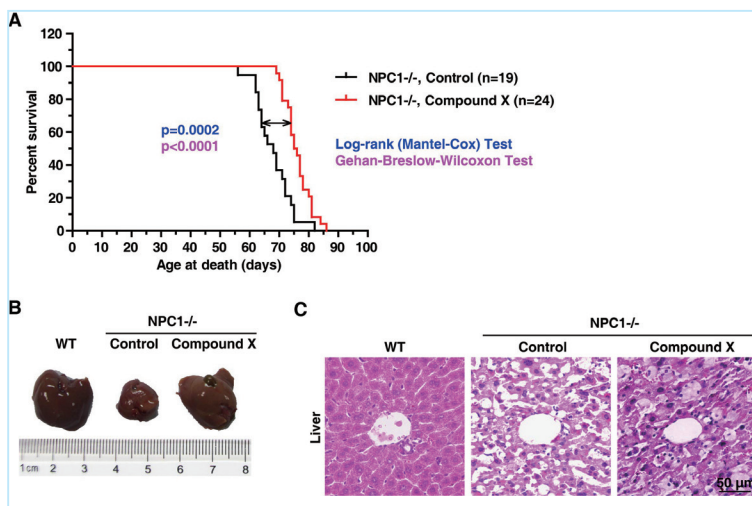 A
120
100
80
60
40
20
0
Percent survival
0 10 20 30 40 50 60 70 80 90 100
Age at death (days)
p=0.0002
p<0.0001
NPC1-/-, Control (n=19)
NPC1-/-, Compound X (n=24)
Log-rank (Mantel-Cox) Test
Gehan-Breslow-Wilcoxon Test
B
NPC1-/-
WT Control Compound X
1cm 2 3 4 5 6 7 8
C
NPC1-/-
WT Control Compound X
Liver
50 μm